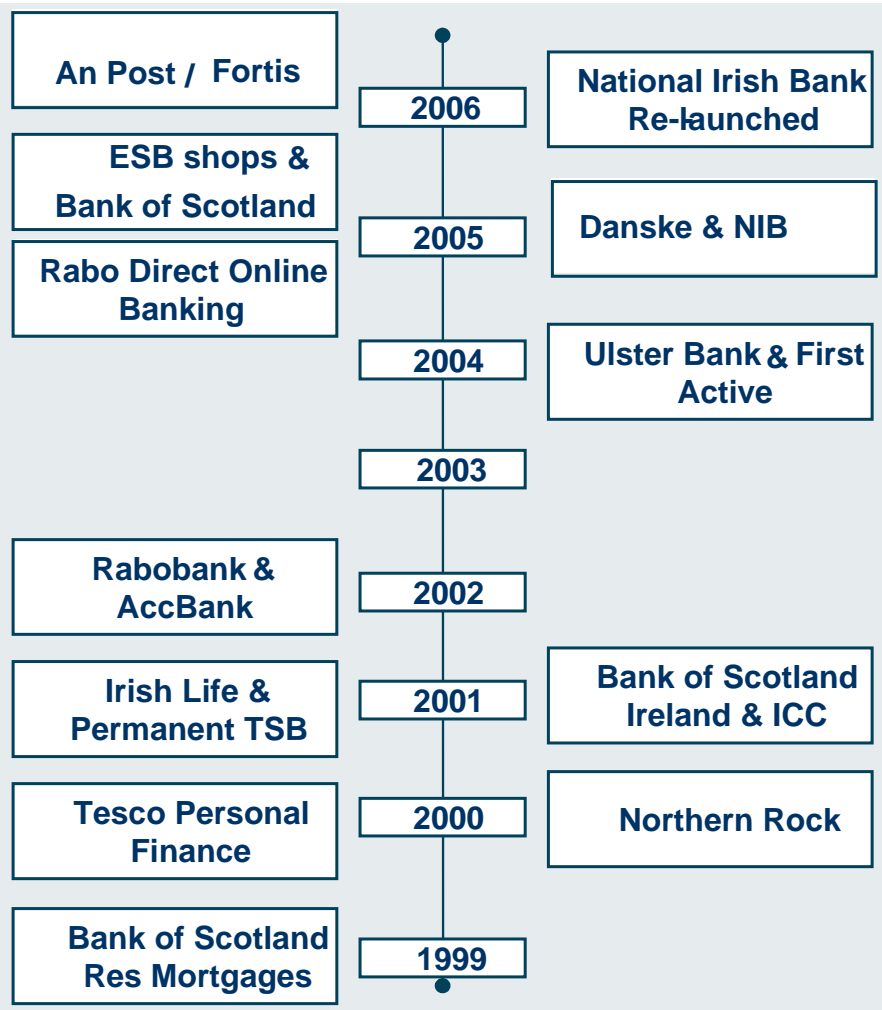 An Post / Fortis
2006
National Irish Bank
Re-launched
ESB shops &
Bank of Scotland
2005
Danske & NIB
Rabo Direct Online
Banking
2004
Ulster Bank & First
Active
2003
Rabobank &
AccBank
2002
Irish Life &
Permanent TSB
2001
Bank of Scotland
Ireland & ICC
Tesco Personal
Finance
2000
Northern Rock
Bank of Scotland
Res Mortgages
1999